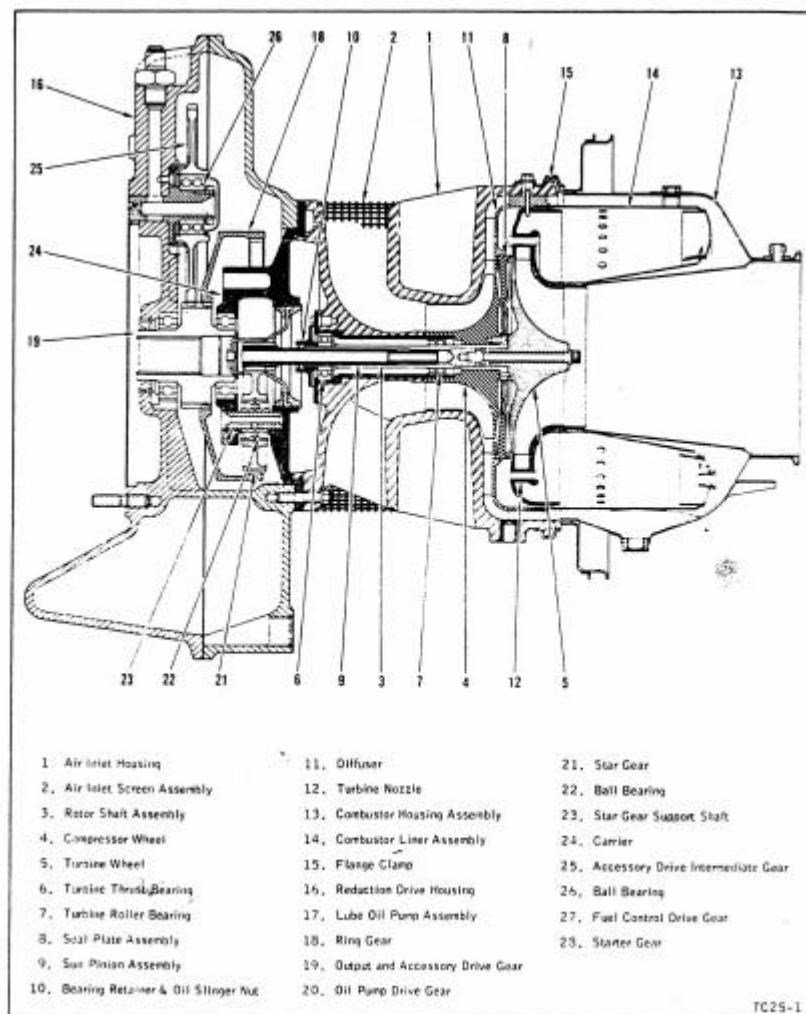 26 18 10 2 1 11 8 15 14 13
16
25
24
19
23 22 21 6 9 3 7 4 12 5
1 Air Inlet Housing
2. Air Inlet Screen Assembly
3. Rotor Shaft Assembly
4. Compressor Wheel
5. Turbine Wheel
6. Turbine Thrust Bearing
7. Turbine Roller Bearing
8. Seal Plate Assembly
9. Sun Pinion Assembly
10. Bearing Retainer & Oil Slinger Nut
11. Diffuser
12. Turbine Nozzle
13. Combustor Housing Assembly
14. Combustor Liner Assembly
15. Flange Clamp
16. Reduction Drive Housing
17. Lube Oil Pump Assembly
18. Ring Gear
19. Output and Accessory Drive Gear
20. Oil Pump Drive Gear
21. Star Gear
22. Ball Bearing
23. Star Gear Support Shaft
24. Carrier
25. Accessory Drive Intermediate Gear
26. Ball Bearing
27. Fuel Control Drive Gear
28. Starter Gear
TC25-1